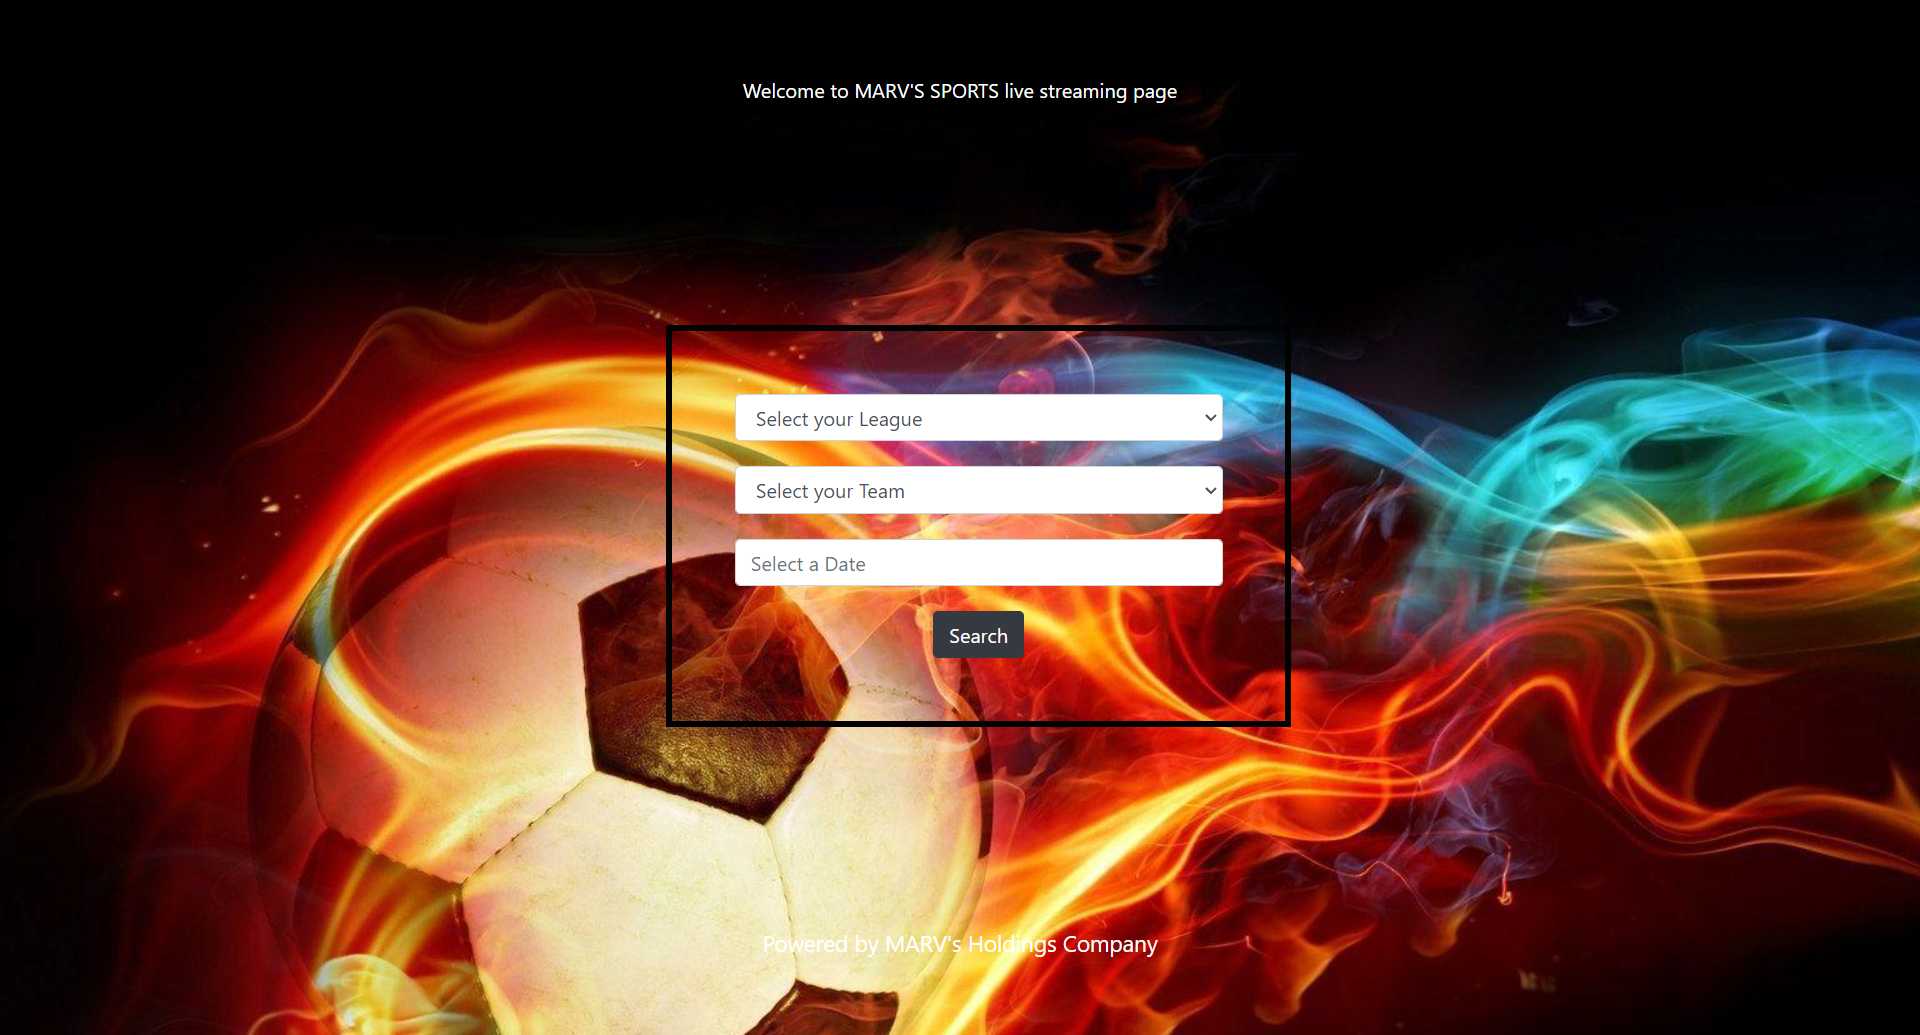 Welcome to MARV'S SPORTS live streaming page
Select your League
Select your Team
Select a Date
Search
Powered by MARV's Holdings Company